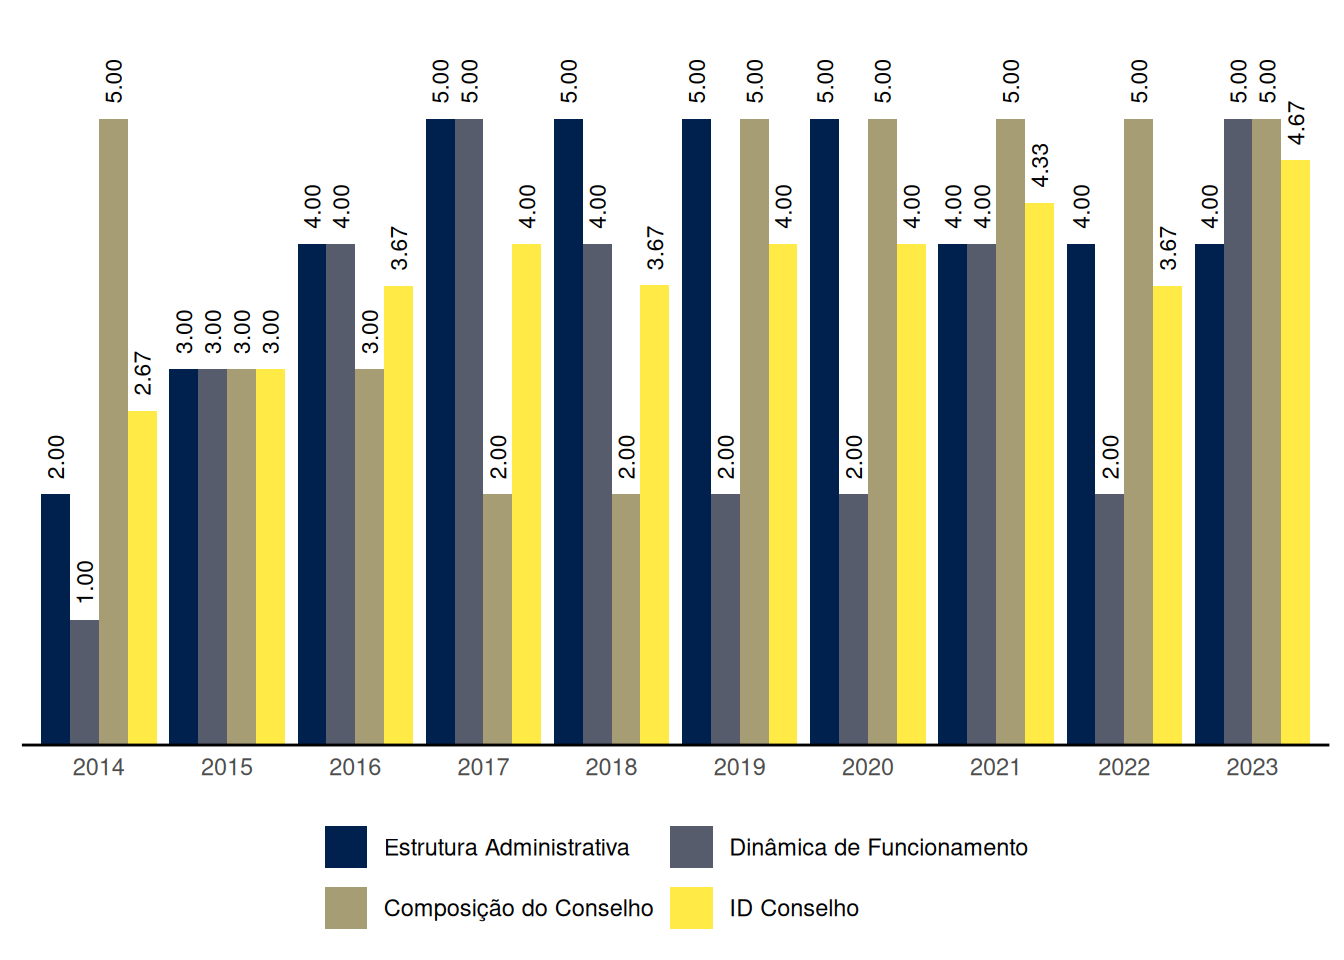 5.00 5.00 5.00 5.00 5.00 5.00 5.00 5.00 5.00 5.00 5.00 5.00
4.67
4.33
4.00 4.00 4.00 4.00 4.00 4.00 4.00 4.00 4.00 4.00
3.67 3.67 3.67
3.00 3.00 3.00 3.00 3.00
2.67
2.00 2.00 2.00 2.00 2.00 2.00
1.00
2014 2015 2016 2017 2018 2019 2020 2021 2022 2023
Estrutura Administrativa Dinâmica de Funcionamento
Composição do Conselho ID Conselho